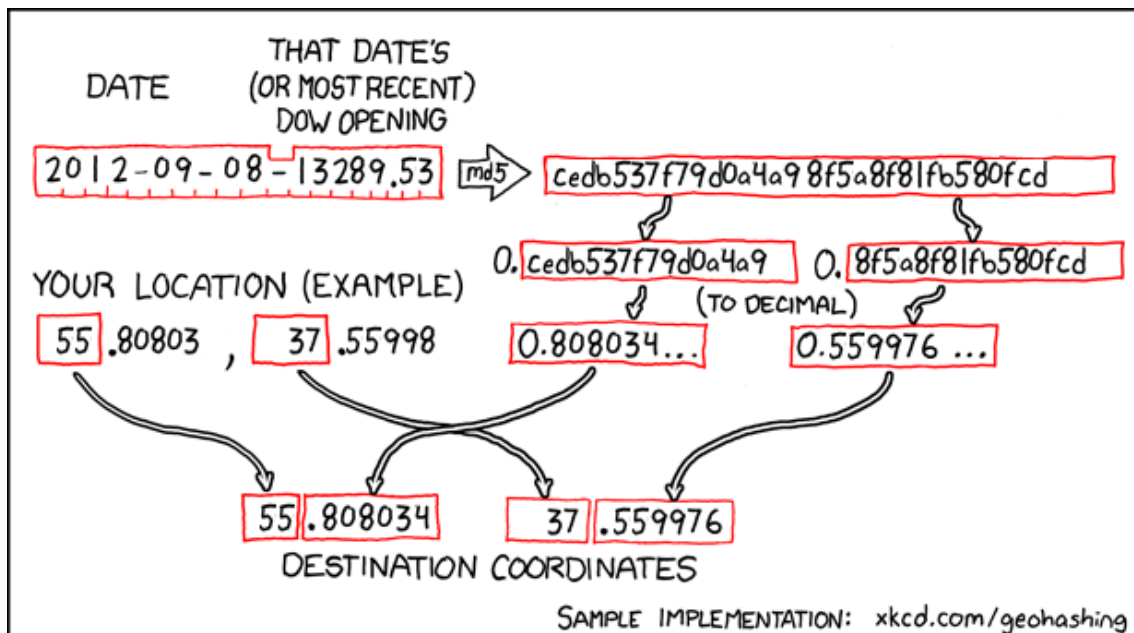 DATE
THAT DATE'S
(OR MOST RECENT)
DOW OPENING
2012-09-08-13289.53
md5
cedb537f79d0a4a98f5a8f81fb580fcd
0.cedb537f79d0a4a9
0.8f5a8f81fb580fcd
(TO DECIMAL)
YOUR LOCATION (EXAMPLE)
55.80803, 37.55998
0.808034...
0.559976...
55.808034
37.559976
DESTINATION COORDINATES
SAMPLE IMPLEMENTATION: xkcd.com/geohashing